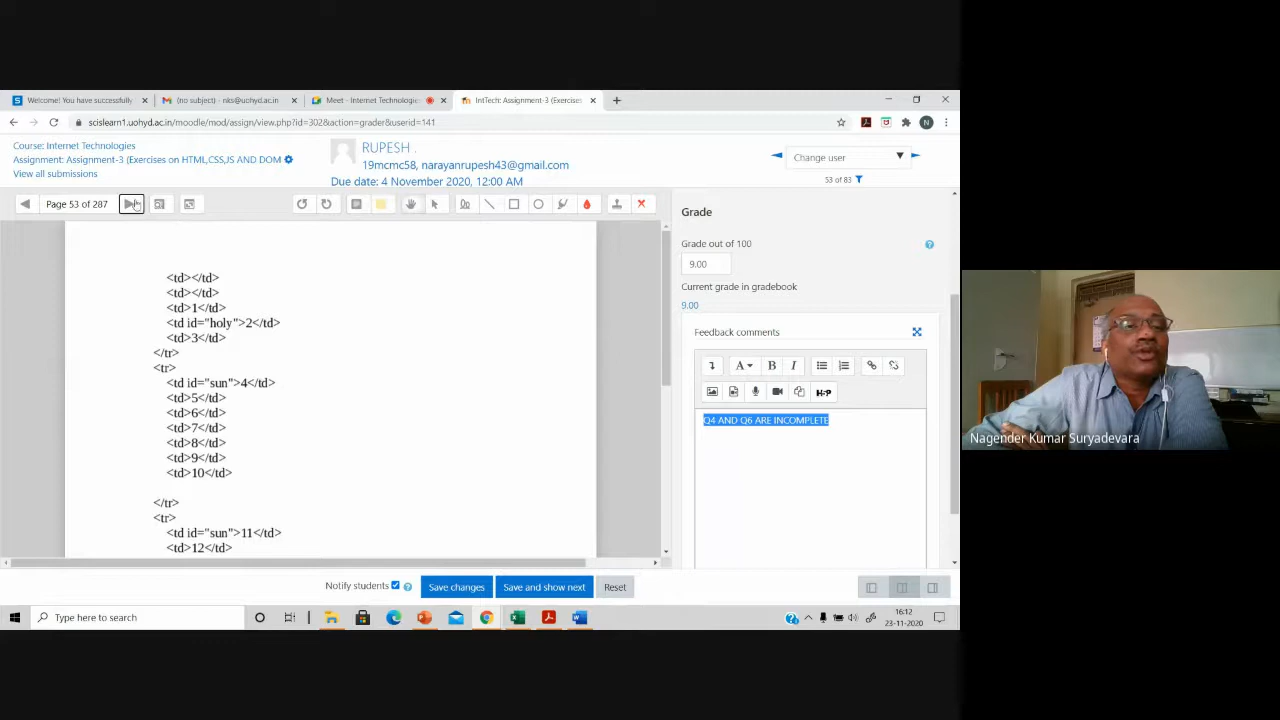 Welcome! You have successfully
(no subject) - nks@uohyd.ac.in
Meet - Internet Technologies
IntTech: Assignment-3 (Exercises
scislearn1.uohyd.ac.in/moodle/mod/assign/view.php?id=302&action=grader&userid=141
Course: Internet Technologies
Assignment: Assignment-3 (Exercises on HTML,CSS,JS AND DOM
View all submissions
RUPESH .
19mcmc58, narayanrupesh43@gmail.com
Due date: 4 November 2020, 12:00 AM
Change user
53 of 83
Page 53 of 287
<td></td>
<td></td>
<td>1</td>
<td id="holy">2</td>
<td>3</td>
</tr>
<tr>
<td id="sun">4</td>
<td>5</td>
<td>6</td>
<td>7</td>
<td>8</td>
<td>9</td>
<td>10</td>
</tr>
<tr>
<td id="sun">11</td>
<td>12</td>
Grade
Grade out of 100
9.00
Current grade in gradebook
9.00
Feedback comments
A
B
I
H-P
Q4 AND Q6 ARE INCOMPLETE
Notify students
Save changes
Save and show next
Reset
Type here to search
16:12
23-11-2020
Nagender Kumar Suryadevara